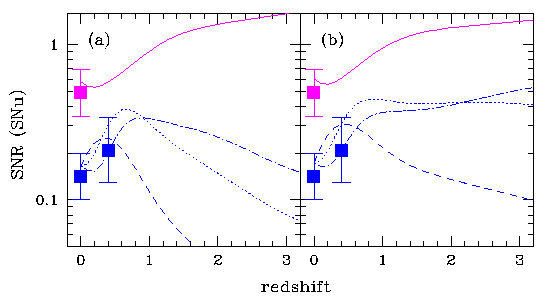 (a) (b)
1
SNR (SNu)
0.1
0 1 2 3 0 1 2 3
redshift